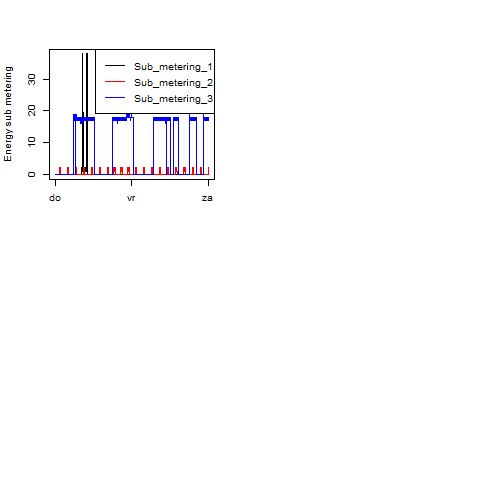 Sub_metering_1
Sub_metering_2
Sub_metering_3
Energy sub metering
30
20
10
0
do vr za